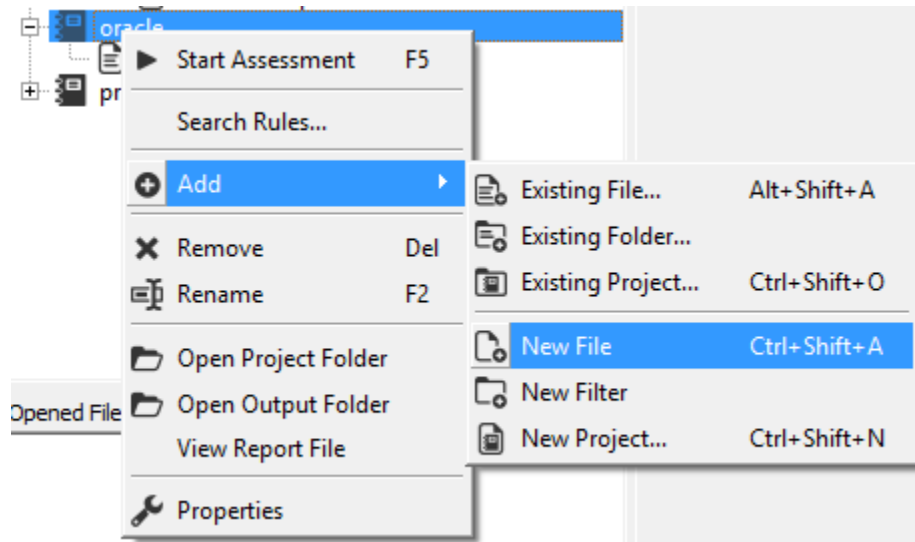 oracle
Start Assessment F5
pr
Search Rules...
Add
Remove Del
Rename F2
Open Project Folder
Open Output Folder
View Report File
Properties
Existing File... Alt+Shift+A
Existing Folder...
Existing Project... Ctrl+Shift+O
New File Ctrl+Shift+A
New Filter
New Project... Ctrl+Shift+N
Opened File